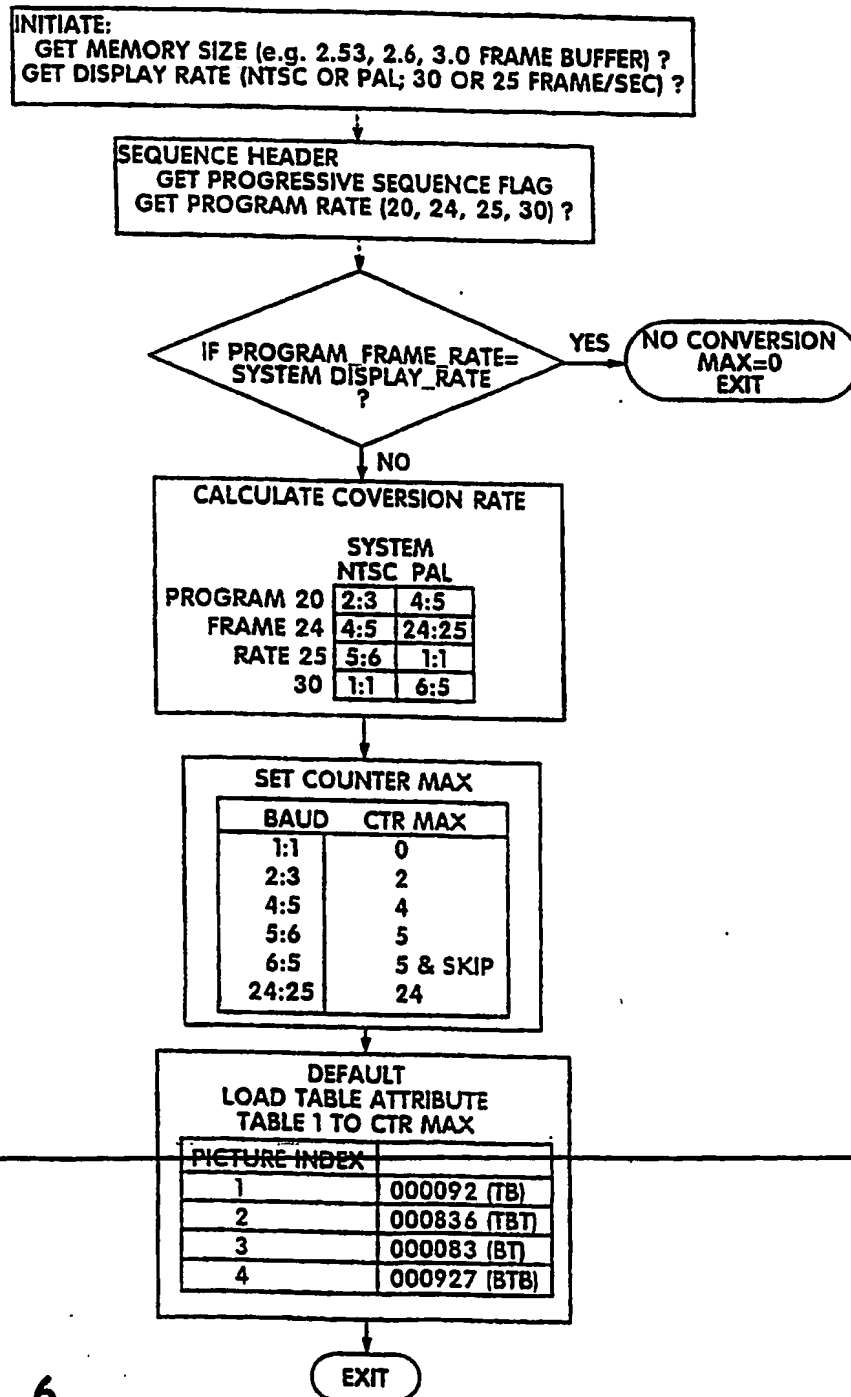 INITIATE:
GET MEMORY SIZE (e.g. 2.53, 2.6, 3.0 FRAME BUFFER) ?
GET DISPLAY RATE (NTSC OR PAL; 30 OR 25 FRAME/SEC) ?
SEQUENCE HEADER
GET PROGRESSIVE SEQUENCE FLAG
GET PROGRAM RATE (20, 24, 25, 30) ?
IF PROGRAM_FRAME_RATE=
SYSTEM DISPLAY_RATE
?
YES
NO CONVERSION
MAX=0
EXIT
NO
CALCULATE COVERSION RATE
SYSTEM
NTSC PAL
PROGRAM 20 2:3 4:5
FRAME 24 4:5 24:25
RATE 25 5:6 1:1
30 1:1 6:5
SET COUNTER MAX
BAUD CTR MAX
1:1 0
2:3 2
4:5 4
5:6 5
6:5 5 & SKIP
24:25 24
DEFAULT
LOAD TABLE ATTRIBUTE
TABLE 1 TO CTR MAX
PICTURE INDEX
1 000092 (TB)
2 000836 (TBT)
3 000083 (BT)
4 000927 (BTB)
EXIT
6